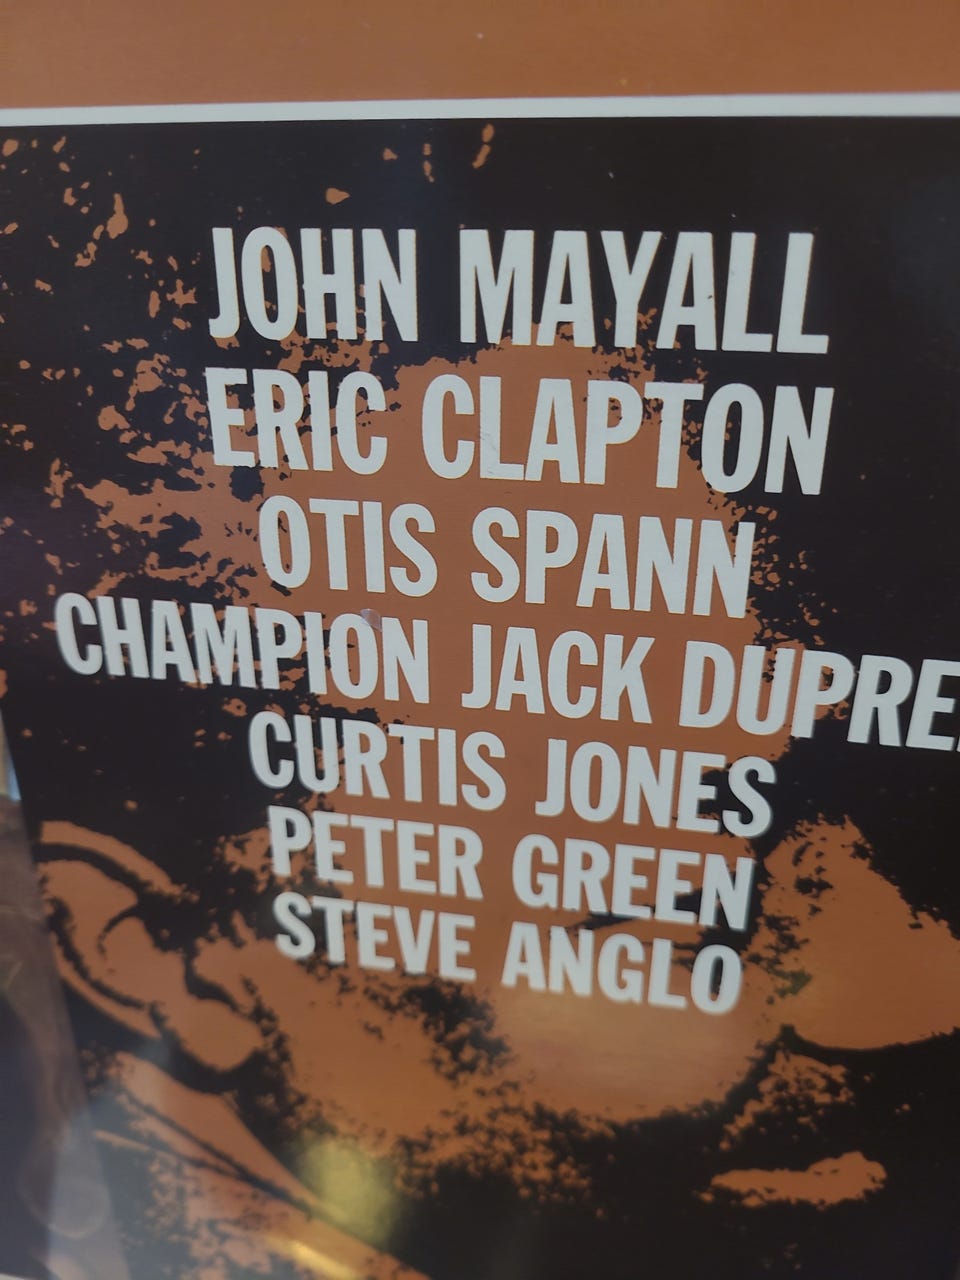 JOHN MAYALL
ERIC CLAPTON
OTIS SPANN
CHAMPION JACK DUPRE
CURTIS JONES
PETER GREEN
STEVE ANGLO